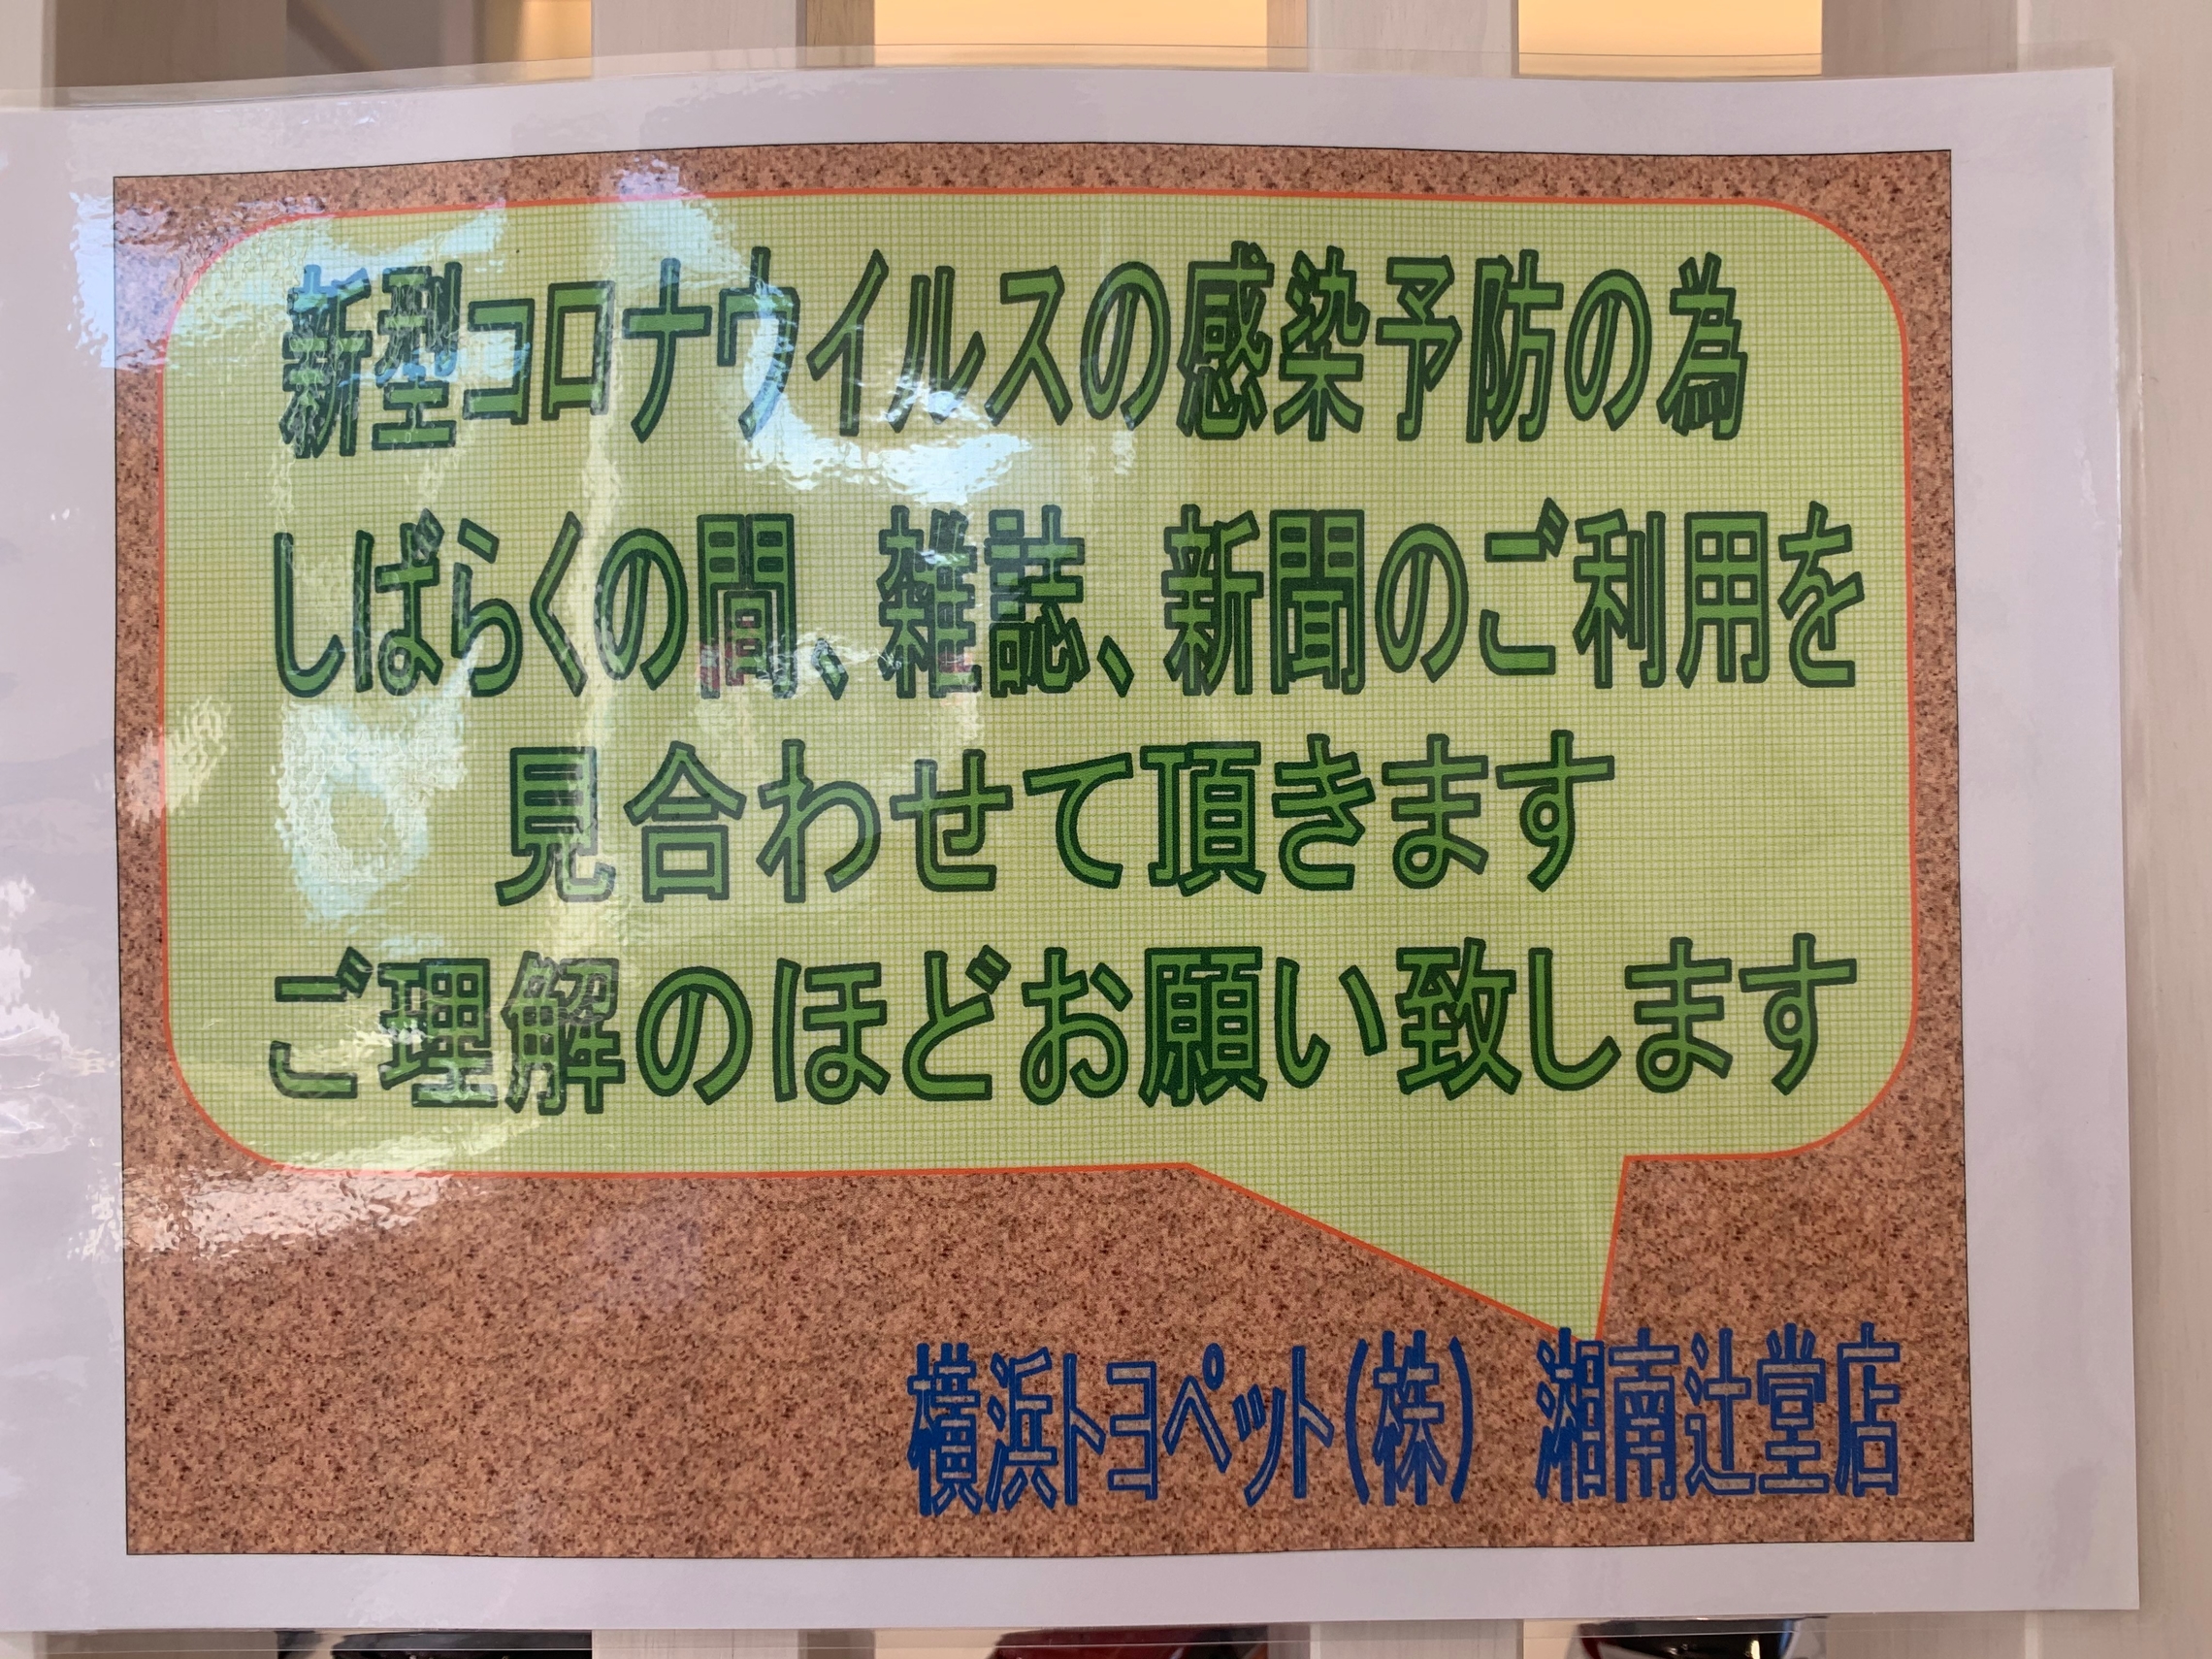 新型コロナウイルスの感染予防の為
しばらくの間、雑誌、新聞のご利用を
見合わせて頂きます
ご理解のほどお願い致します
横浜トヨペット(株) 湘南辻堂店